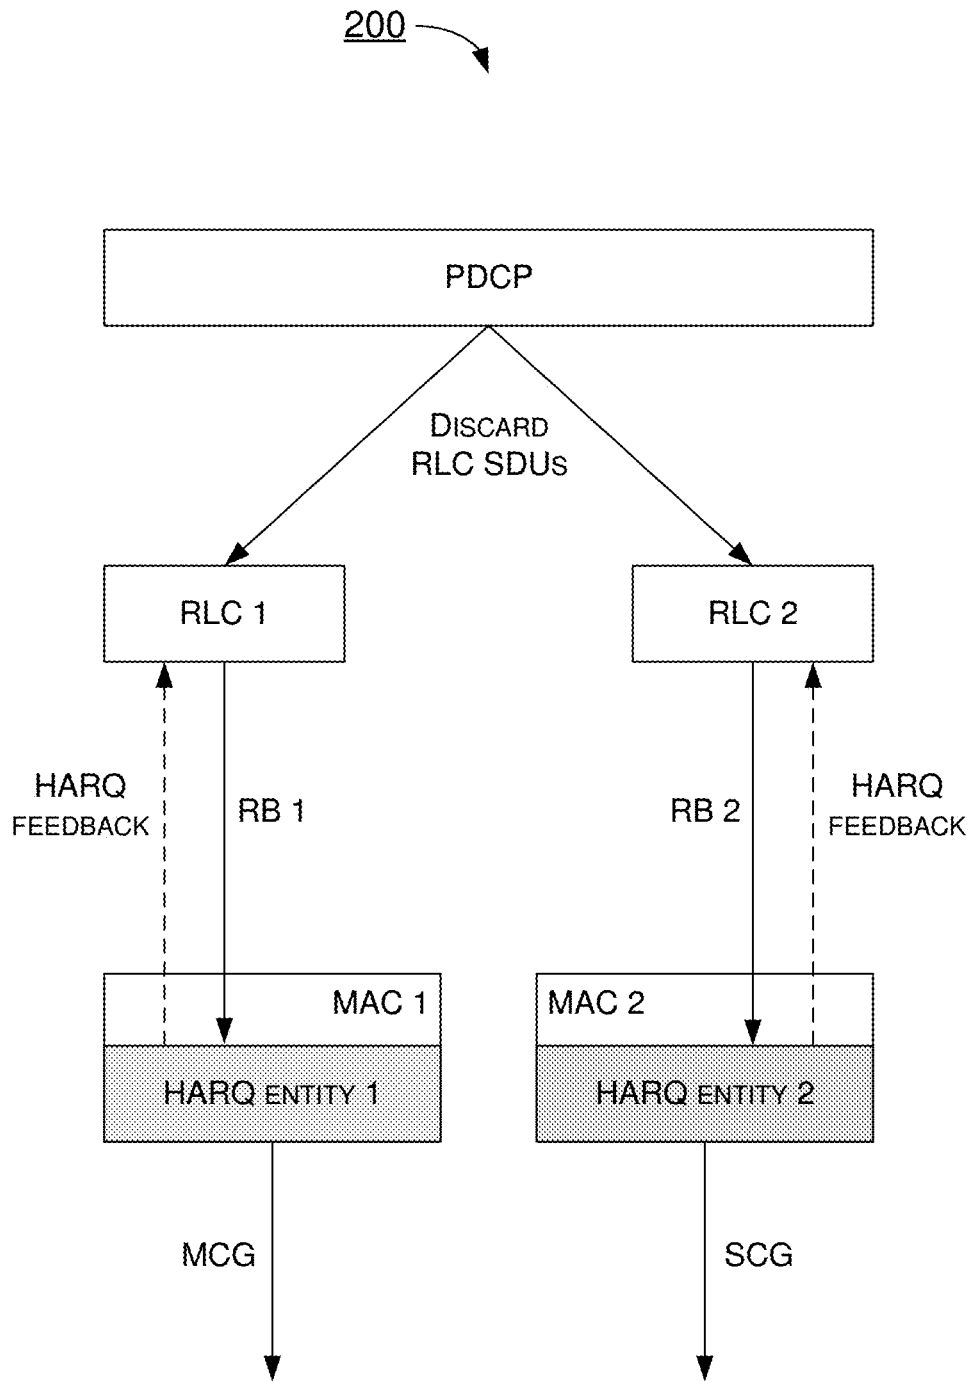 200
PDCP
DISCARD
RLC SDUS
RLC 1
RLC 2
HARQ
FEEDBACK
RB 1
RB 2
HARQ
FEEDBACK
MAC 1
MAC 2
HARQ ENTITY 1
HARQ ENTITY 2
MCG
SCG